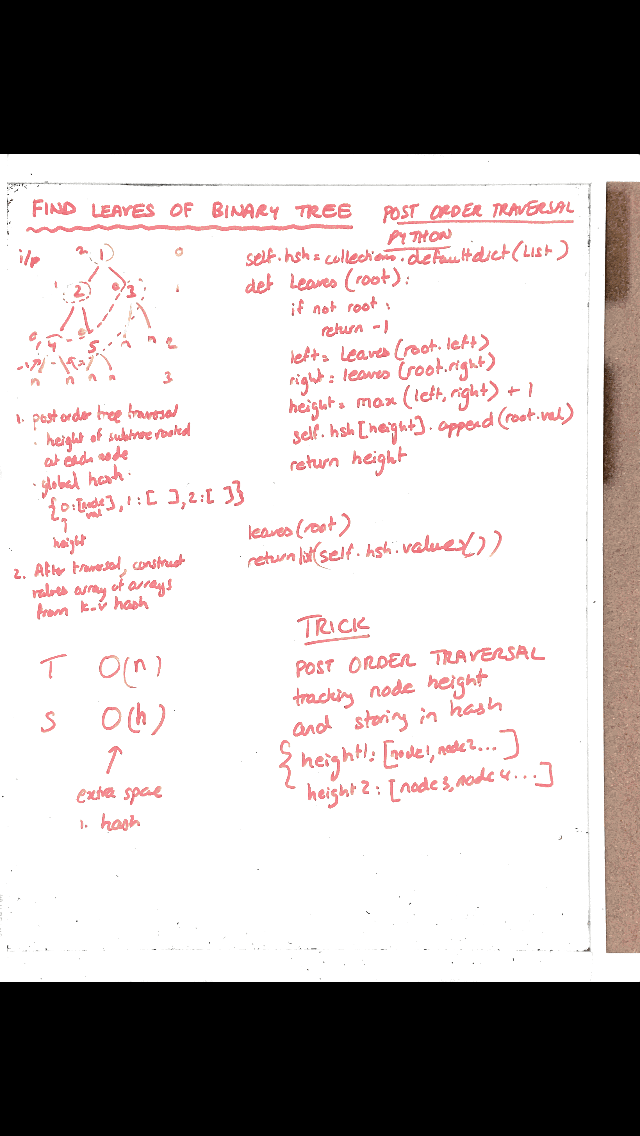 FIND LEAVES OF BINARY TREE
POST ORDER TRAVERSAL
PYTHON
i/p
2 1 0
1 2 0 3 1
0 4 0 5 n n 2
-1 -1
n n n n 3
1. post order tree traversal
. height of subtree rooted
at each node
. global hash.
{0:[node val], 1:[ ], 2:[ ]}
↑
height
2. After traversal, construct
values array of arrays
from k-v hash
T O(n)
S O(h)
↑
extra space
1. hash
self.hsh = collections.defaultdict(List)
def Leaves(root):
if not root:
return -1
left = Leaves(root.left)
right = leaves(root.right)
height = max(left, right) + 1
self.hsh[height].append(root.val)
return height
leaves(root)
return list(self.hsh.values())
TRICK
POST ORDER TRAVERSAL
tracking node height
and storing in hash
{ height1: [node1, node2...]
height2: [node3, node4...]